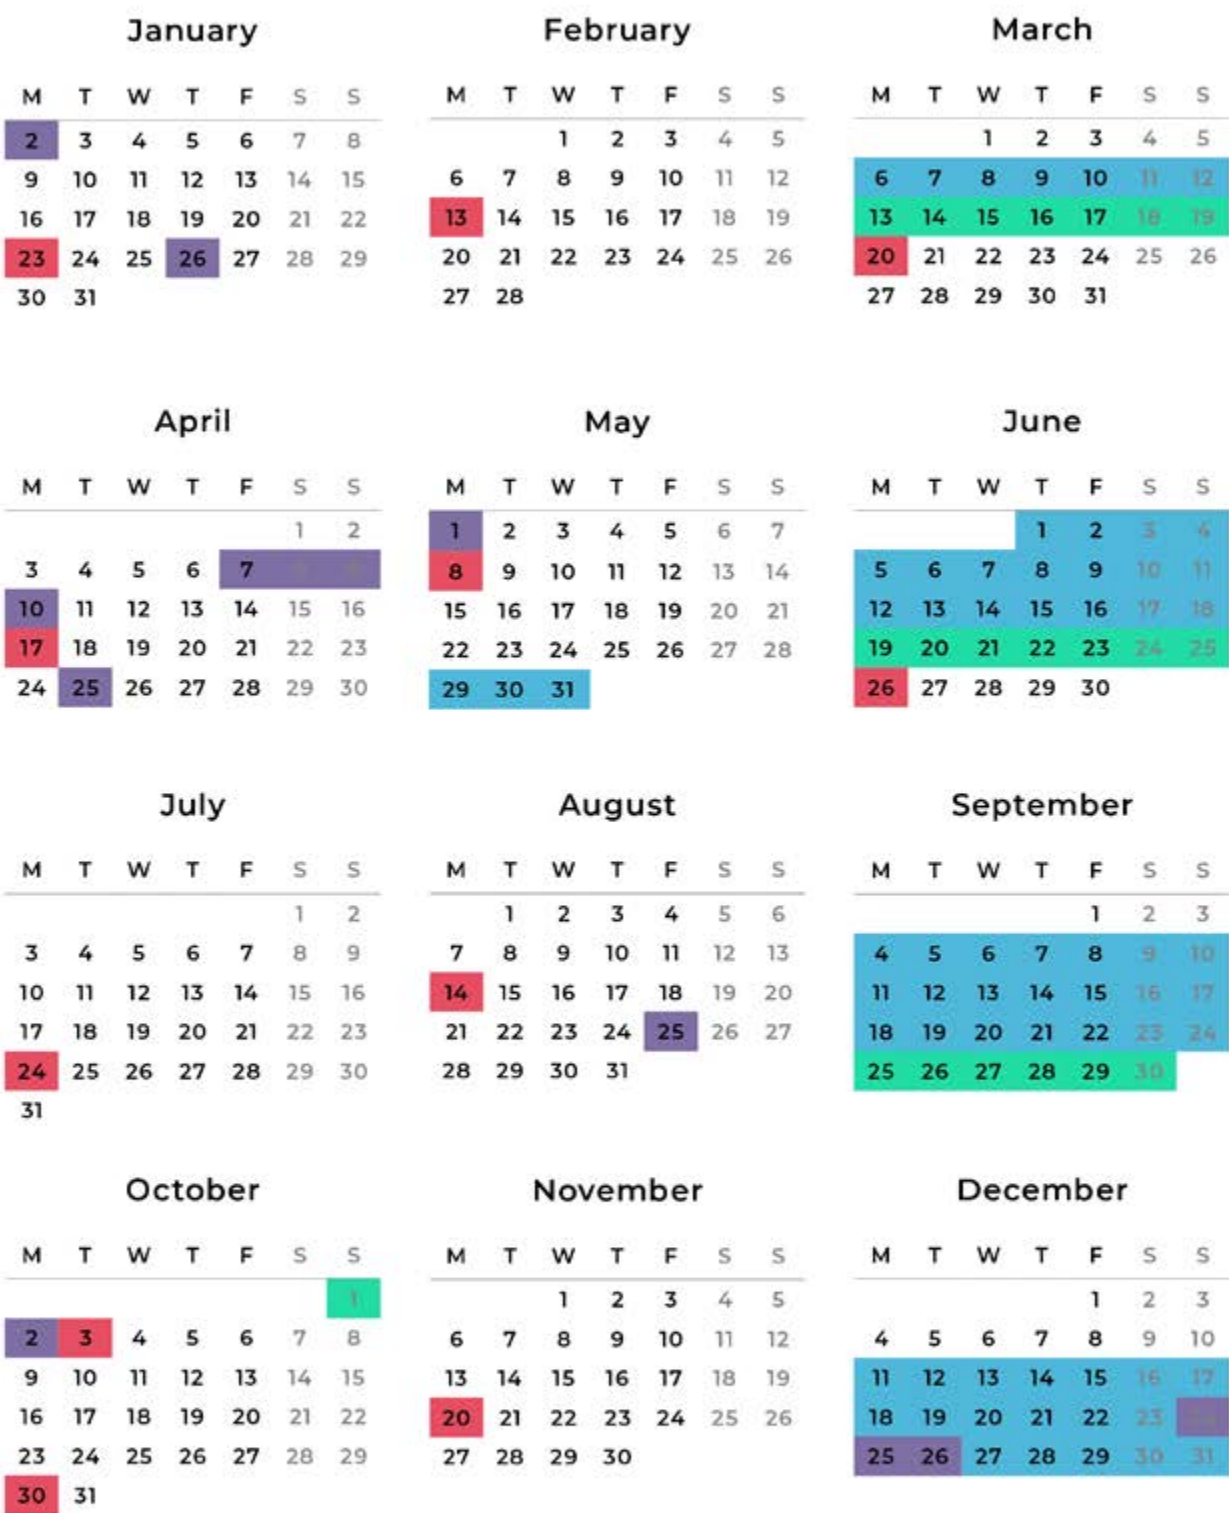 January
M T W T F S S
2 3 4 5 6 7 8
9 10 11 12 13 14 15
16 17 18 19 20 21 22
23 24 25 26 27 28 29
30 31
February
M T W T F S S
1 2 3 4 5
6 7 8 9 10 11 12
13 14 15 16 17 18 19
20 21 22 23 24 25 26
27 28
March
M T W T F S S
1 2 3 4 5
6 7 8 9 10 11 12
13 14 15 16 17 18 19
20 21 22 23 24 25 26
27 28 29 30 31
April
M T W T F S S
1 2
3 4 5 6 7
10 11 12 13 14 15 16
17 18 19 20 21 22 23
24 25 26 27 28 29 30
May
M T W T F S S
1 2 3 4 5 6 7
8 9 10 11 12 13 14
15 16 17 18 19 20 21
22 23 24 25 26 27 28
29 30 31
June
M T W T F S S
1 2 3 4
5 6 7 8 9 10 11
12 13 14 15 16 17 18
19 20 21 22 23 24 25
26 27 28 29 30
July
M T W T F S S
1 2
3 4 5 6 7 8 9
10 11 12 13 14 15 16
17 18 19 20 21 22 23
24 25 26 27 28 29 30
31
August
M T W T F S S
1 2 3 4 5 6
7 8 9 10 11 12 13
14 15 16 17 18 19 20
21 22 23 24 25 26 27
28 29 30 31
September
M T W T F S S
1 2 3
4 5 6 7 8 9 10
11 12 13 14 15 16 17
18 19 20 21 22 23 24
25 26 27 28 29 30
October
M T W T F S S
1
2 3 4 5 6 7 8
9 10 11 12 13 14 15
16 17 18 19 20 21 22
23 24 25 26 27 28 29
30 31
November
M T W T F S S
1 2 3 4 5
6 7 8 9 10 11 12
13 14 15 16 17 18 19
20 21 22 23 24 25 26
27 28 29 30
December
M T W T F S S
1 2 3
4 5 6 7 8 9 10
11 12 13 14 15 16 17
18 19 20 21 22 23
25 26 27 28 29 30 31